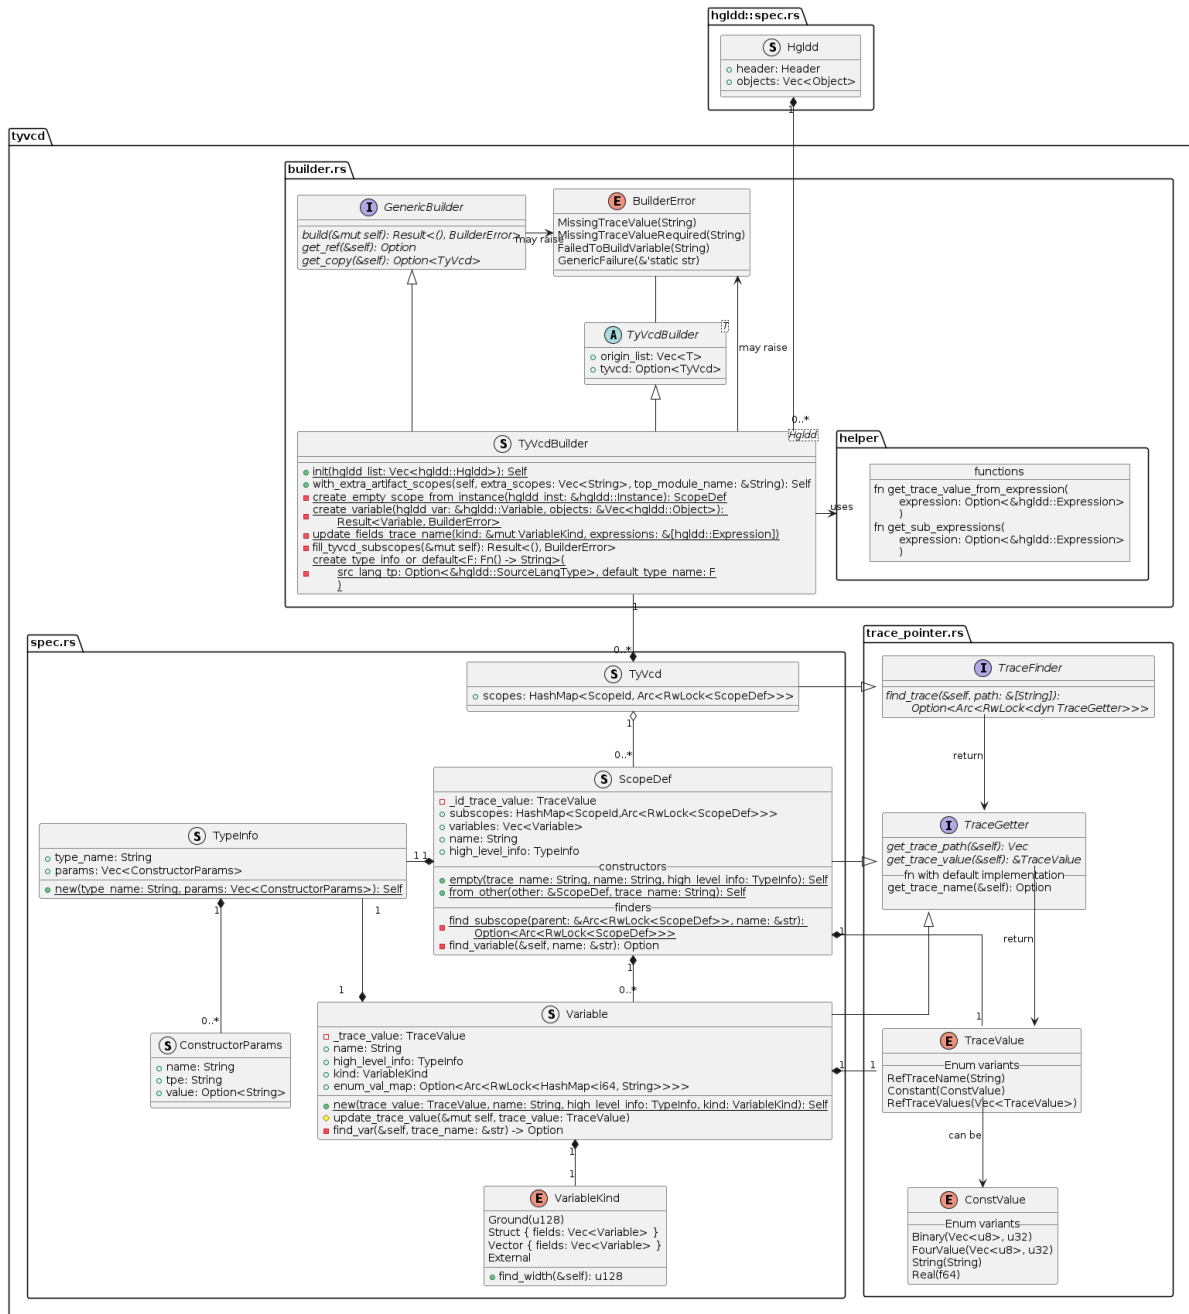 hgldd::spec.rs
S Hgldd
header: Header
objects: Vec<Object>
1
tyvcd
builder.rs
I GenericBuilder
build(&mut self): Result<(), BuilderError>
get_ref(&self): Option
get_copy(&self): Option<TyVcd>
may raise
E BuilderError
MissingTraceValue(String)
MissingTraceValueRequired(String)
FailedToBuildVariable(String)
GenericFailure(&'static str)
A TyVcdBuilder
T
origin_list: Vec<T>
tyvcd: Option<TyVcd>
may raise
0..*
S TyVcdBuilder
Hgldd
init(hgldd_list: Vec<hgldd::Hgldd>): Self
with_extra_artifact_scopes(self, extra_scopes: Vec<String>, top_module_name: &String): Self
create_empty_scope_from_instance(hgldd_inst: &hgldd::Instance): ScopeDef
create_variable(hgldd_var: &hgldd::Variable, objects: &Vec<hgldd::Object>):
Result<Variable, BuilderError>
update_fields_trace_name(kind: &mut VariableKind, expressions: &[hgldd::Expression])
fill_tyvcd_subscopes(&mut self): Result<(), BuilderError>
create_type_info_or_default<F: Fn() -> String>(
src_lang_tp: Option<&hgldd::SourceLangType>, default_type_name: F
)
uses
helper
functions
fn get_trace_value_from_expression(
expression: Option<&hgldd::Expression>
)
fn get_sub_expressions(
expression: Option<&hgldd::Expression>
)
1
0..*
spec.rs
S TyVcd
scopes: HashMap<ScopeId, Arc<RwLock<ScopeDef>>>
1
0..*
S ScopeDef
_id_trace_value: TraceValue
subscopes: HashMap<ScopeId,Arc<RwLock<ScopeDef>>>
variables: Vec<Variable>
name: String
high_level_info: TypeInfo
constructors
empty(trace_name: String, name: String, high_level_info: TypeInfo): Self
from_other(other: &ScopeDef, trace_name: String): Self
finders
find_subscope(parent: &Arc<RwLock<ScopeDef>>, name: &str):
Option<Arc<RwLock<ScopeDef>>>
find_variable(&self, name: &str): Option
S TypeInfo
type_name: String
params: Vec<ConstructorParams>
new(type_name: String, params: Vec<ConstructorParams>): Self
1 1
1
1
1
0..*
1
0..*
1
S ConstructorParams
name: String
tpe: String
value: Option<String>
S Variable
_trace_value: TraceValue
name: String
high_level_info: TypeInfo
kind: VariableKind
enum_val_map: Option<Arc<RwLock<HashMap<i64, String>>>>
new(trace_value: TraceValue, name: String, high_level_info: TypeInfo, kind: VariableKind): Self
update_trace_value(&mut self, trace_value: TraceValue)
find_var(&self, trace_name: &str) -> Option
1
1
1
1
E VariableKind
Ground(u128)
Struct { fields: Vec<Variable> }
Vector { fields: Vec<Variable> }
External
find_width(&self): u128
trace_pointer.rs
I TraceFinder
find_trace(&self, path: &[String]):
Option<Arc<RwLock<dyn TraceGetter>>>
return
I TraceGetter
get_trace_path(&self): Vec
get_trace_value(&self): &TraceValue
fn with default implementation
get_trace_name(&self): Option
return
1
E TraceValue
Enum variants
RefTraceName(String)
Constant(ConstValue)
RefTraceValues(Vec<TraceValue>)
can be
E ConstValue
Enum variants
Binary(Vec<u8>, u32)
FourValue(Vec<u8>, u32)
String(String)
Real(f64)